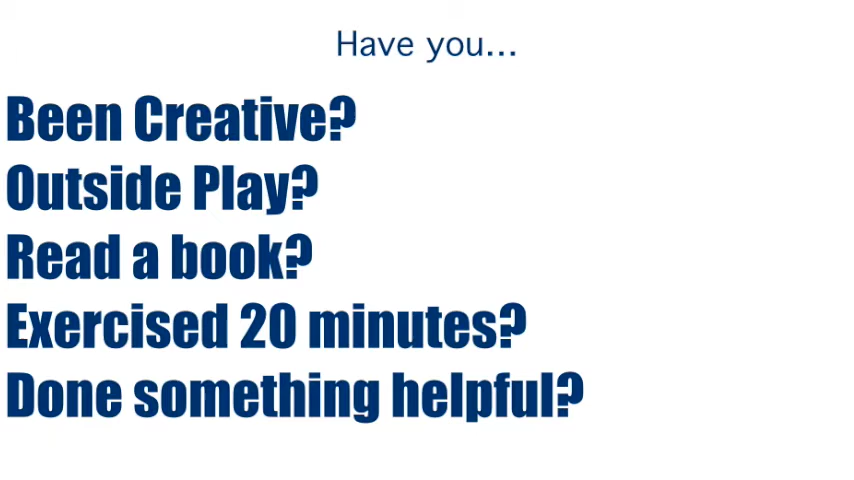 Have you...
Been Creative?
Outside Play?
Read a book?
Exercised 20 minutes?
Done something helpful?